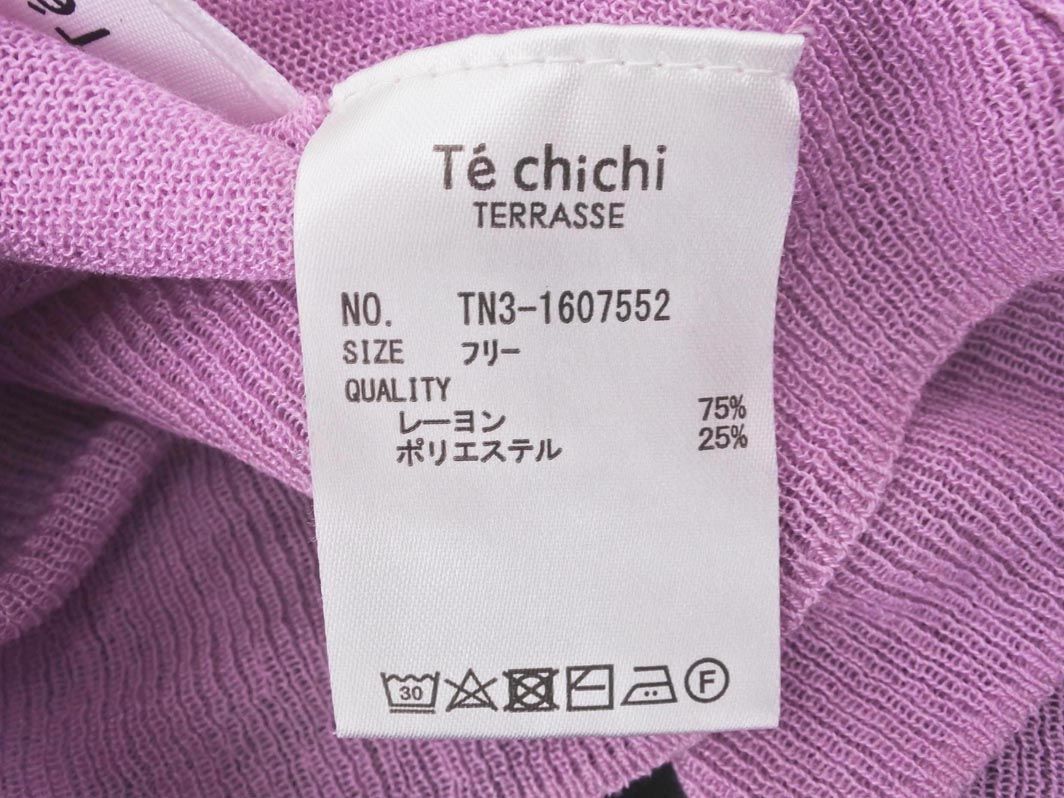 Té chichi
TERRASSE
NO. TN3-1607552
SIZE フリー
QUALITY
レーヨン 75%
ポリエステル 25%
30
F